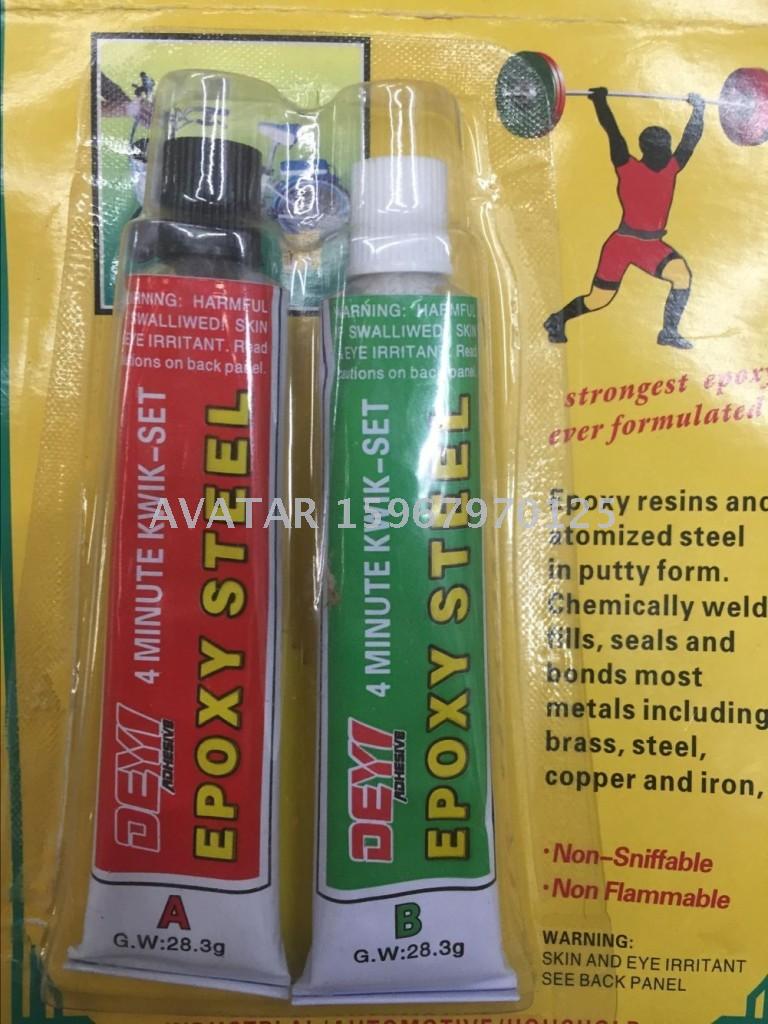 RNING: HARMFUL
SWALLIWED! SKIN
EYE IRRITANT. Read
on back panel.
4 MINUTE KWIK-SET
EPOXY STEEL
DEYI
ADHESIVE
A
G.W:28.3g
WARNING: HARMFUL
F SWALLIWED! SKIN
EYE IRRITANT. Read
autions on back panel.
4 MINUTE KWIK-SET
EPOXY STEEL
DEYI
ADHESIVE
B
G.W:28.3g
AVATAR 15967970125
strongest epoxy
ever formulated
Epoxy resins and
atomized steel
in putty form.
Chemically weld
fills, seals and
bonds most
metals including
brass, steel,
copper and iron,
·Non-Sniffable
·Non Flammable
WARNING:
SKIN AND EYE IRRITANT
SEE BACK PANEL